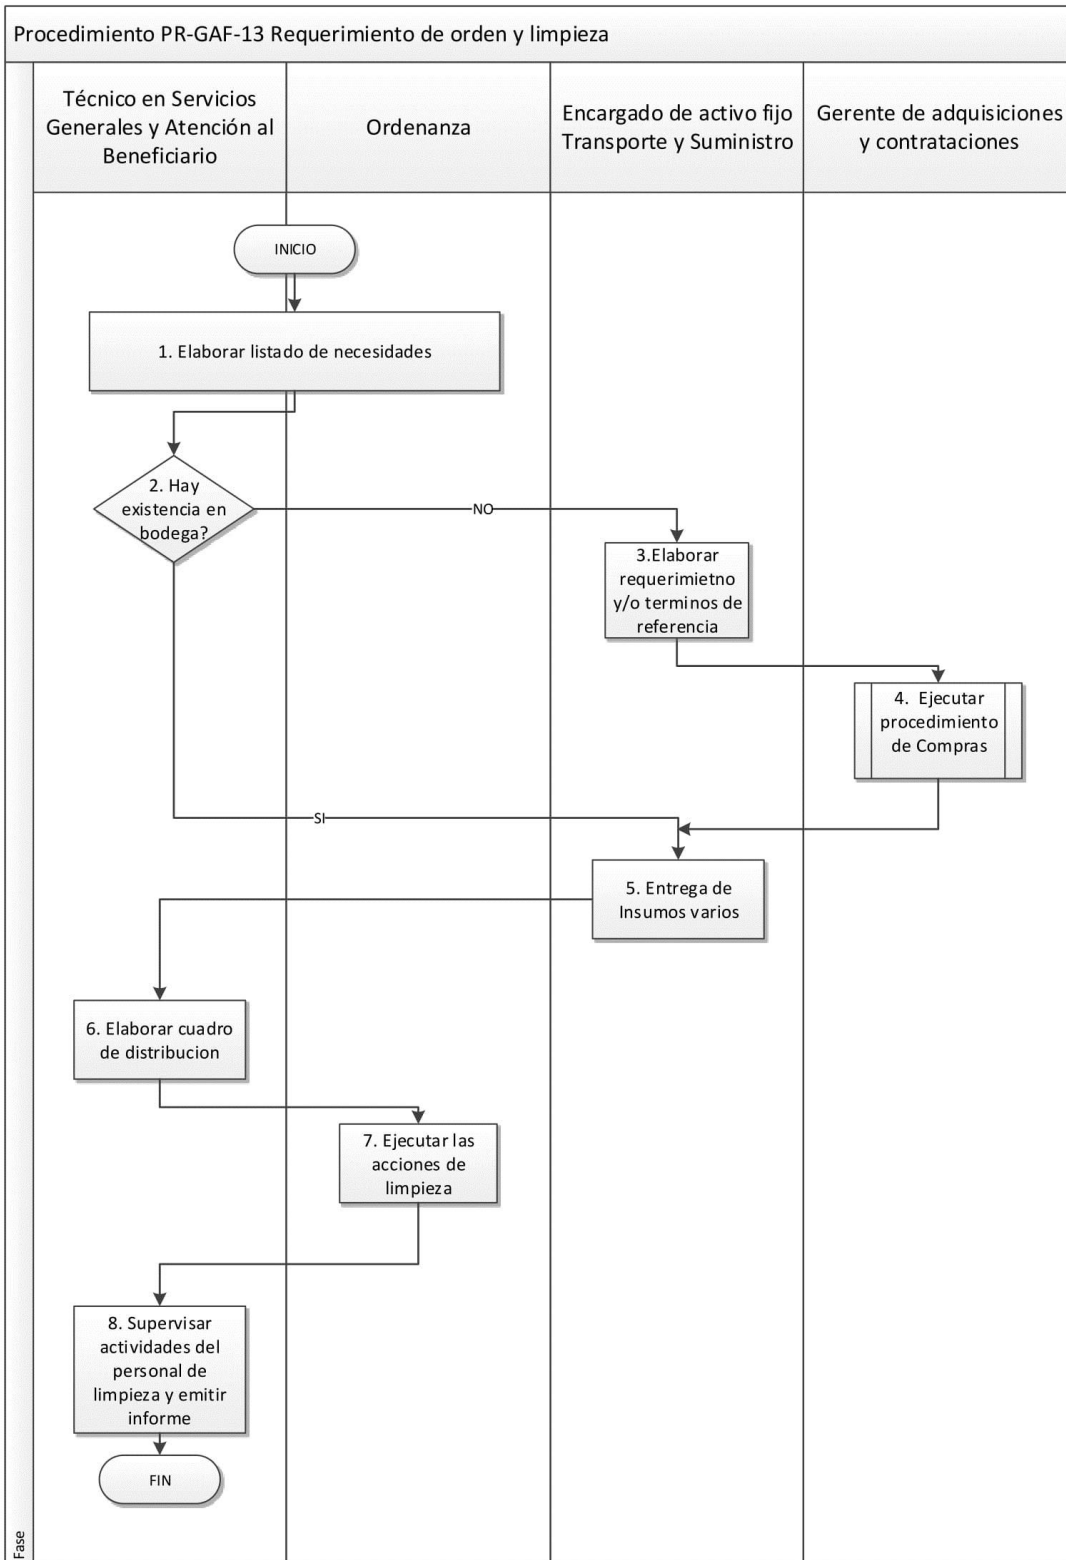 Procedimiento PR-GAF-13 Requerimiento de orden y limpieza
Técnico en Servicios
Generales y Atención al
Beneficiario
Ordenanza
Encargado de activo fijo
Transporte y Suministro
Gerente de adquisiciones
y contrataciones
INICIO
1. Elaborar listado de necesidades
2. Hay
existencia en
bodega?
NO
3.Elaborar
requerimietno
y/o terminos de
referencia
4. Ejecutar
procedimiento
de Compras
SI
5. Entrega de
Insumos varios
6. Elaborar cuadro
de distribucion
7. Ejecutar las
acciones de
limpieza
8. Supervisar
actividades del
personal de
limpieza y emitir
informe
FIN
Fase